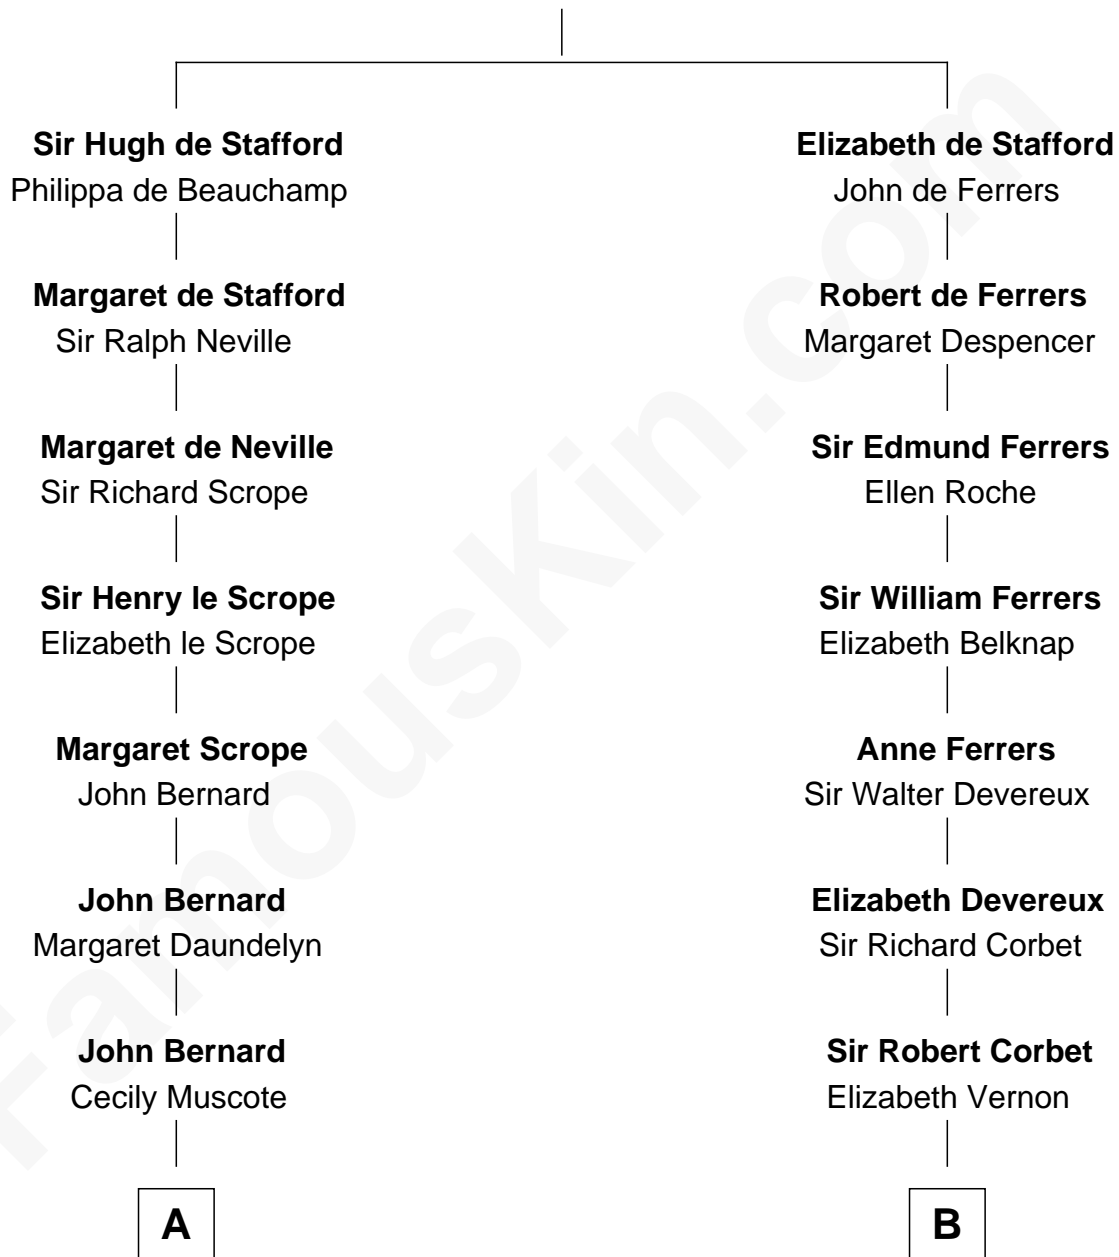 Sir Hugh de Stafford
Philippa de Beauchamp
Margaret de Stafford
Sir Ralph Neville
Margaret de Neville
Sir Richard Scrope
Sir Henry le Scrope
Elizabeth le Scrope
Margaret Scrope
John Bernard
John Bernard
Margaret Daundelyn
John Bernard
Cecily Muscote
A
Elizabeth de Stafford
John de Ferrers
Robert de Ferrers
Margaret Despencer
Sir Edmund Ferrers
Ellen Roche
Sir William Ferrers
Elizabeth Belknap
Anne Ferrers
Sir Walter Devereux
Elizabeth Devereux
Sir Richard Corbet
Sir Robert Corbet
Elizabeth Vernon
B
FamousKin.com